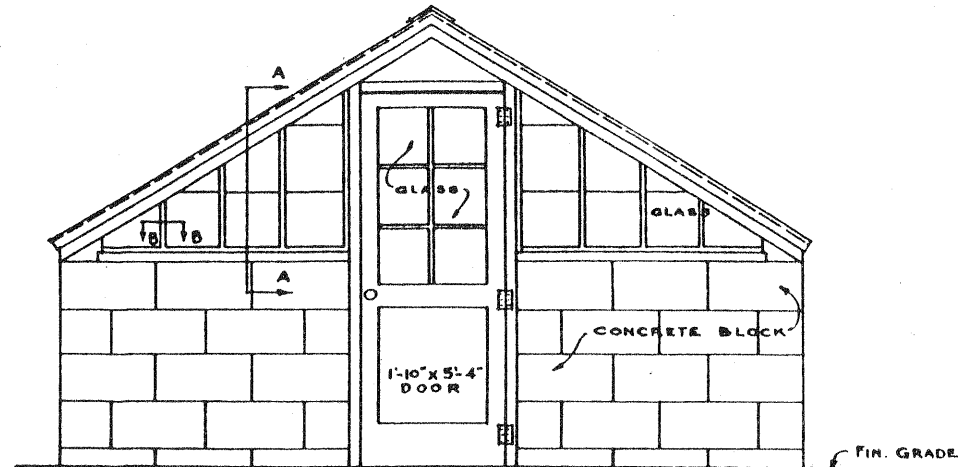 A
GLASS
GLASS
B B
A
CONCRETE BLOCK
1'-10" X 5'-4"
DOOR
FIN. GRADE